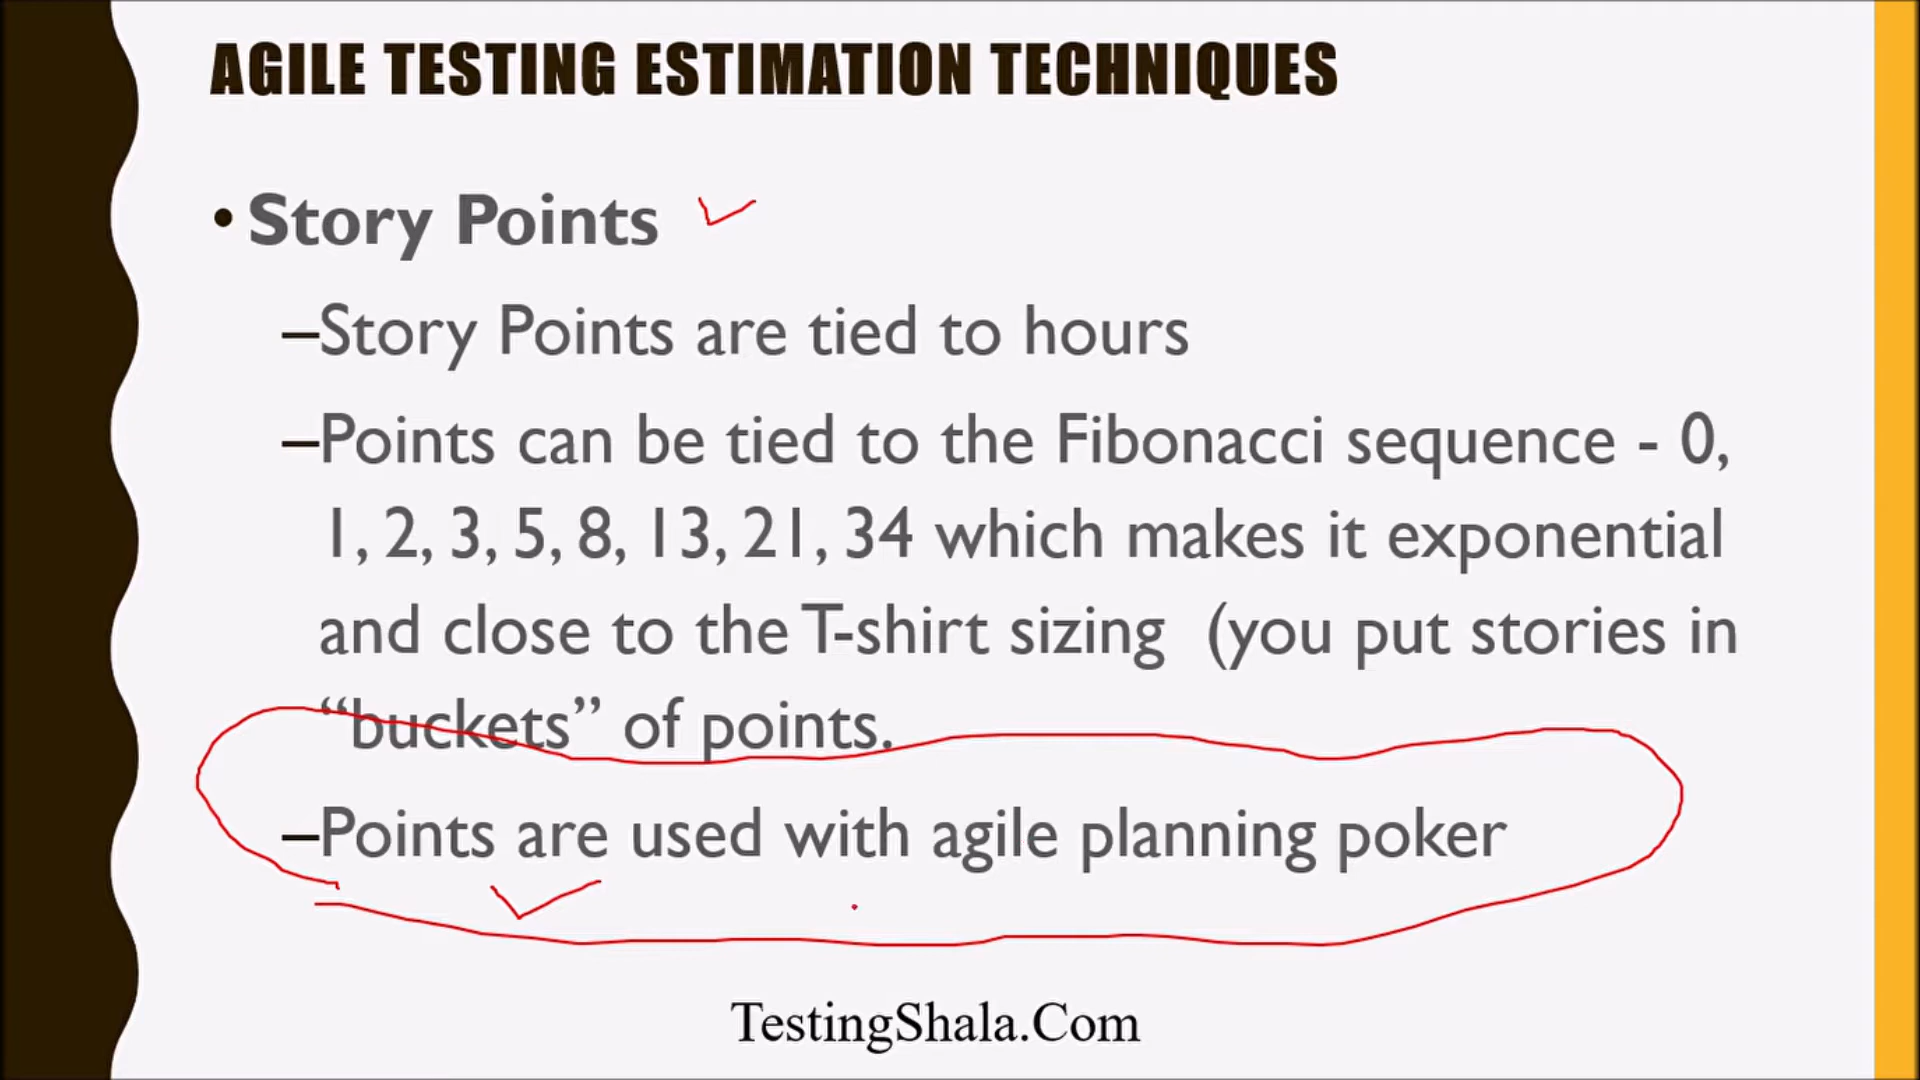 AGILE TESTING ESTIMATION TECHNIQUES
• Story Points
–Story Points are tied to hours
–Points can be tied to the Fibonacci sequence - 0,
1, 2, 3, 5, 8, 13, 21, 34 which makes it exponential
and close to the T-shirt sizing (you put stories in
“buckets” of points.
–Points are used with agile planning poker
TestingShala.Com